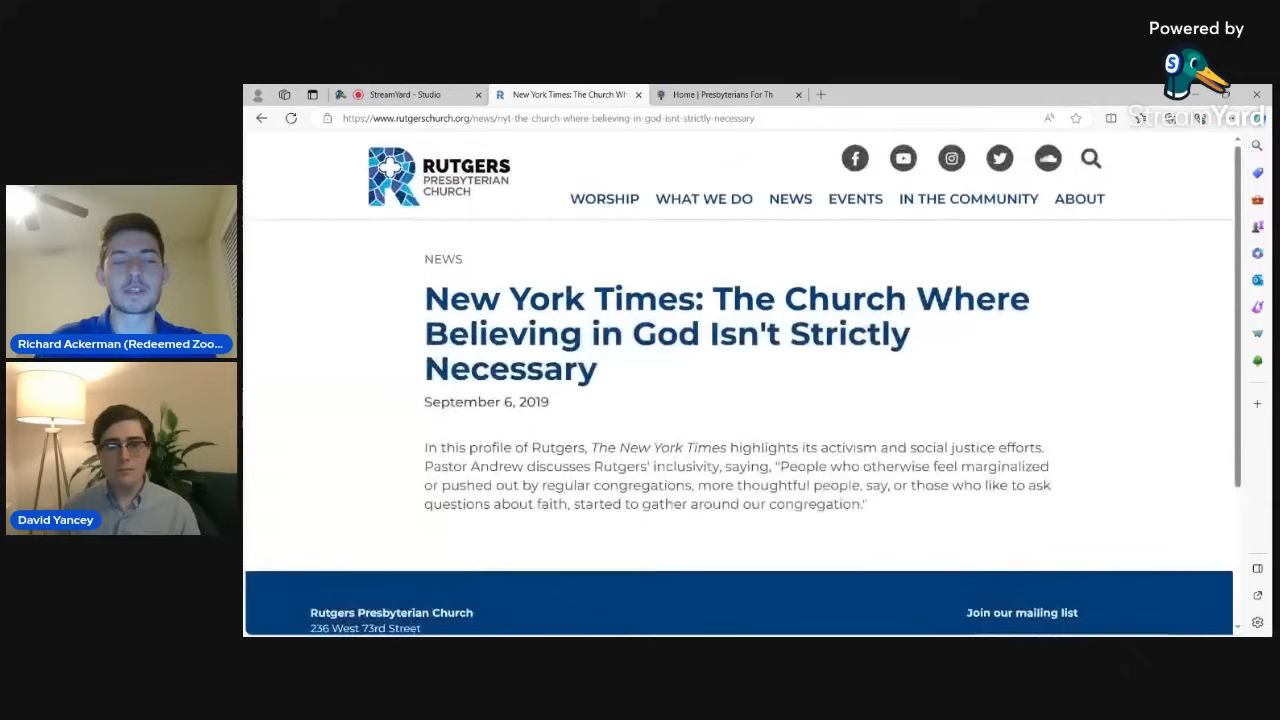 Powered by
StreamYard
StreamYard - Studio
New York Times: The Church Wh
Home | Presbyterians For Th
https://www.rutgerschurch.org/news/nyt-the-church-where-believing-in-god-isnt-strictly-necessary
RUTGERS
PRESBYTERIAN
CHURCH
WORSHIP WHAT WE DO NEWS EVENTS IN THE COMMUNITY ABOUT
NEWS
New York Times: The Church Where
Believing in God Isn't Strictly
Necessary
September 6, 2019
In this profile of Rutgers, The New York Times highlights its activism and social justice efforts.
Pastor Andrew discusses Rutgers' inclusivity, saying, "People who otherwise feel marginalized
or pushed out by regular congregations, more thoughtful people, say, or those who like to ask
questions about faith, started to gather around our congregation."
Rutgers Presbyterian Church
236 West 73rd Street
Join our mailing list
Richard Ackerman (Redeemed Zoo...
David Yancey